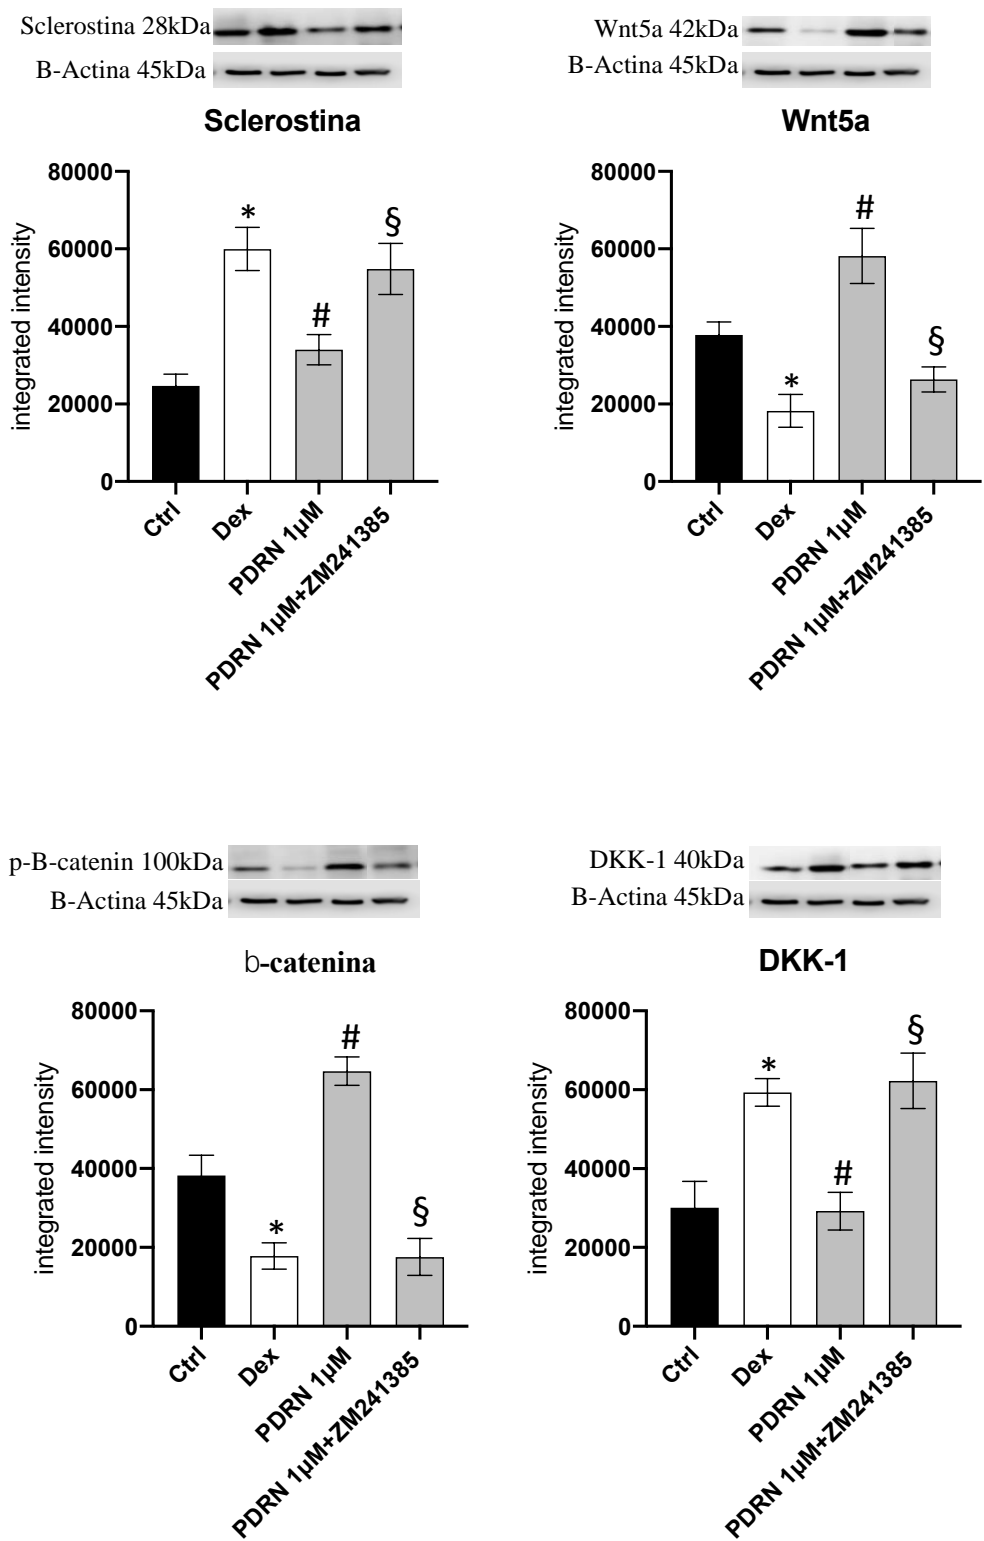 Sclerostina 28kDa
B-Actina 45kDa
Sclerostina
integrated intensity
80000
60000
40000
20000
0
*
#
§
Ctrl
Dex
PDRN 1µM
PDRN 1µM+ZM241385
Wnt5a 42kDa
B-Actina 45kDa
Wnt5a
integrated intensity
80000
60000
40000
20000
0
*
#
§
Ctrl
Dex
PDRN 1µM
PDRN 1µM+ZM241385
p-B-catenin 100kDa
B-Actina 45kDa
b-catenina
integrated intensity
80000
60000
40000
20000
0
*
#
§
Ctrl
Dex
PDRN 1µM
PDRN 1µM+ZM241385
DKK-1 40kDa
B-Actina 45kDa
DKK-1
integrated intensity
80000
60000
40000
20000
0
*
#
§
Ctrl
Dex
PDRN 1µM
PDRN 1µM+ZM241385